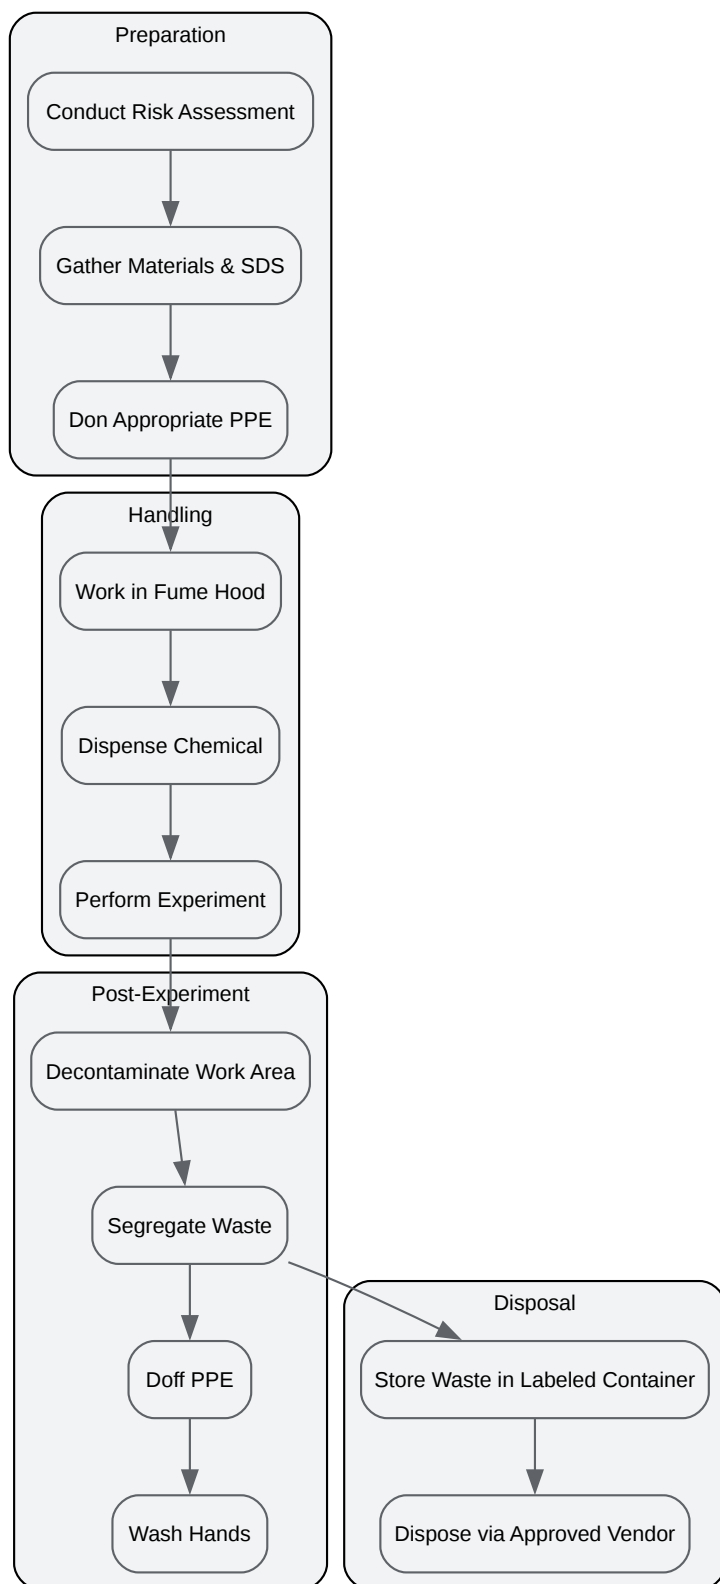 Preparation
Conduct Risk Assessment
Gather Materials & SDS
Don Appropriate PPE
Handling
Work in Fume Hood
Dispense Chemical
Perform Experiment
Post-Experiment
Decontaminate Work Area
Segregate Waste
Doff PPE
Wash Hands
Disposal
Store Waste in Labeled Container
Dispose via Approved Vendor